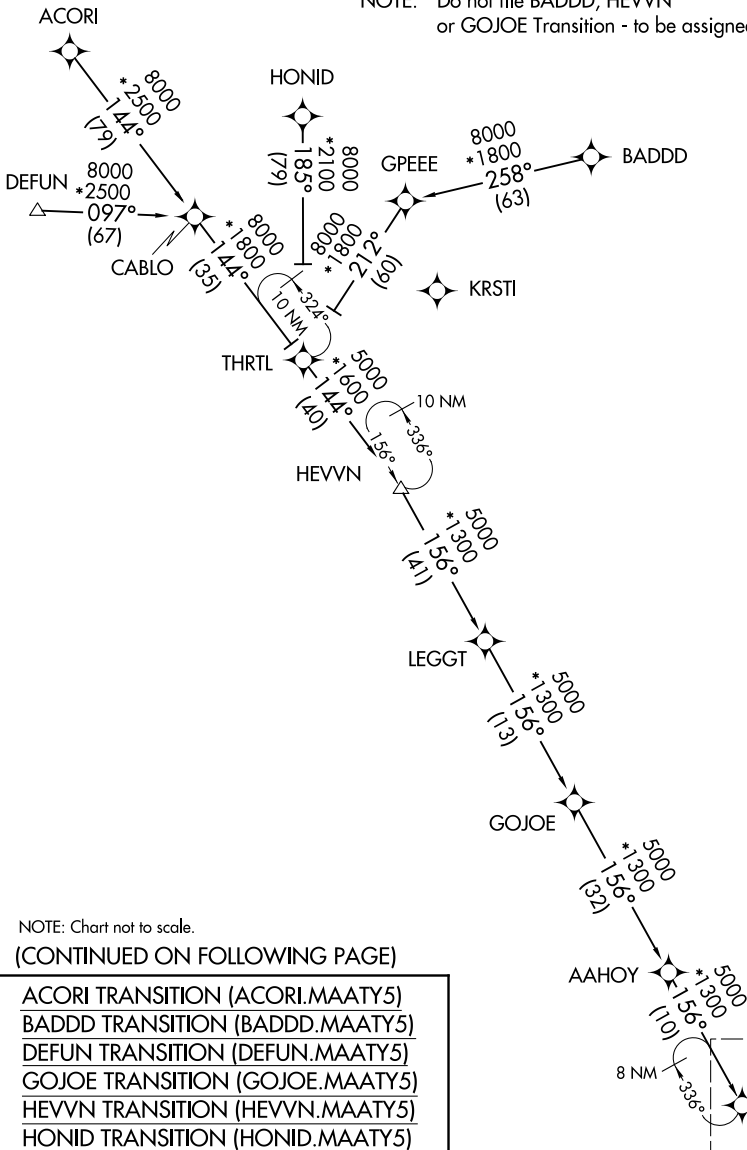 NOTE: Do not file BADDD, HEVVN
or GOJOE Transition - to be assigned
ACORI
8000
*2500
144°
(79)
HONID
8000
*2100
185°
(79)
GPEEE
8000
*1800
258°
(63)
BADDD
DEFUN
8000
*2500
097°
(67)
CABLO
8000
*1800
144°
(35)
8000
*1800
212°
(60)
KRSTI
10 NM
324°
THRTL
5000
*1600
144°
(40)
10 NM
156°
336°
HEVVN
5000
*1300
156°
(41)
LEGGT
5000
*1300
156°
(13)
GOJOE
5000
*1300
156°
(32)
AAHOY
5000
*1300
156°
(10)
8 NM
336°
NOTE: Chart not to scale.
(CONTINUED ON FOLLOWING PAGE)
ACORI TRANSITION (ACORI.MAATY5)
BADDD TRANSITION (BADDD.MAATY5)
DEFUN TRANSITION (DEFUN.MAATY5)
GOJOE TRANSITION (GOJOE.MAATY5)
HEVVN TRANSITION (HEVVN.MAATY5)
HONID TRANSITION (HONID.MAATY5)